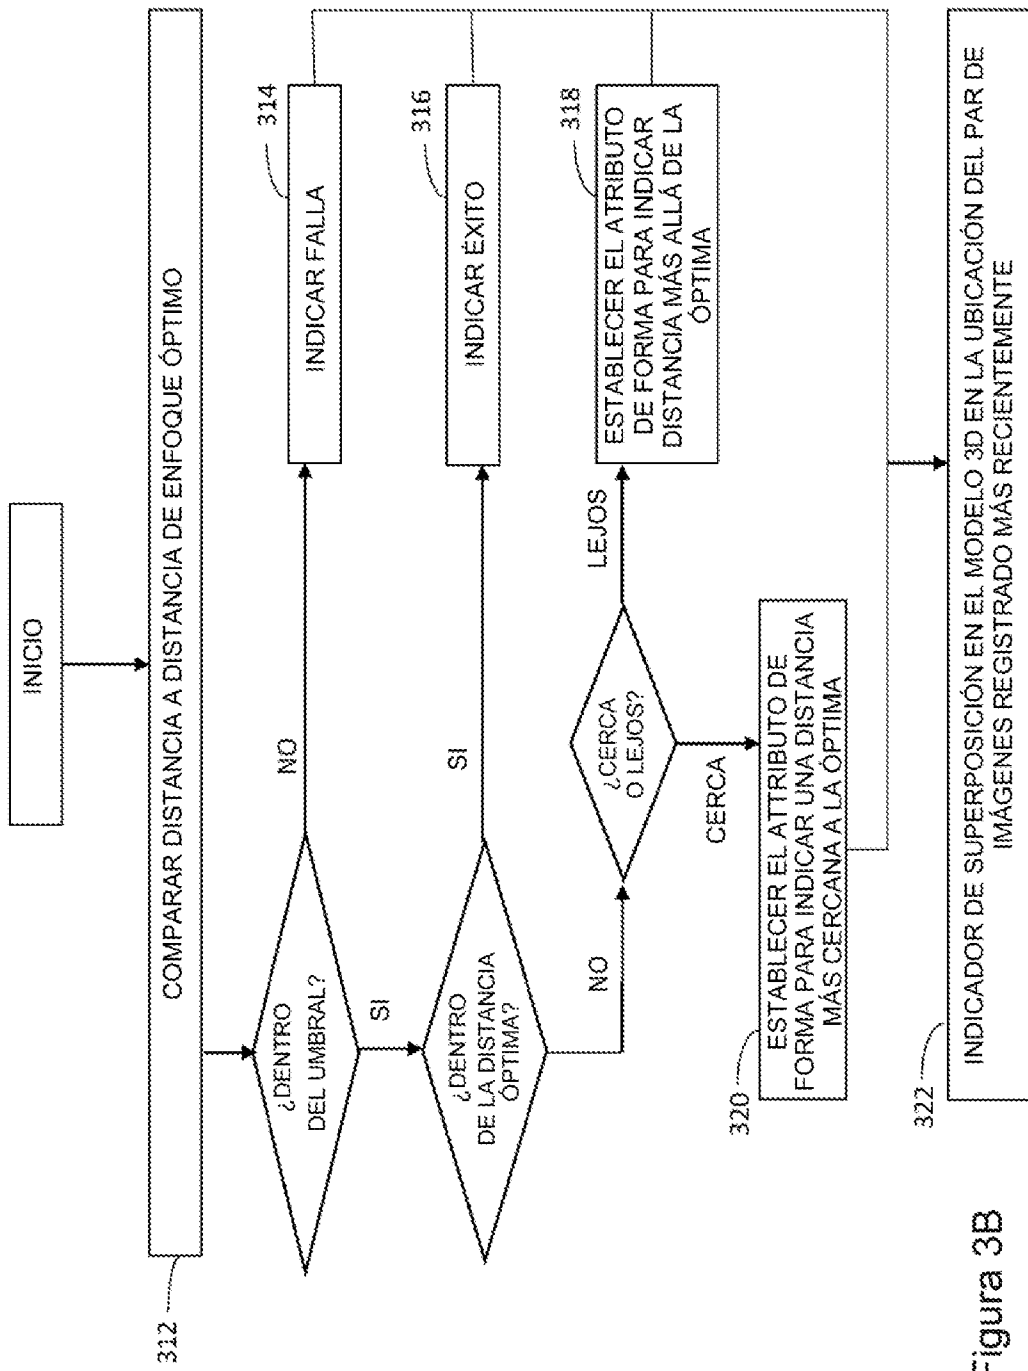 INICIO
312
COMPARAR DISTANCIA A DISTANCIA DE ENFOQUE ÓPTIMO
¿DENTRO
DEL UMBRAL?
NO
314
INDICAR FALLA
SI
¿DENTRO
DE LA DISTANCIA
ÓPTIMA?
SI
316
INDICAR ÉXITO
NO
¿CERCA
O LEJOS?
LEJOS
318
ESTABLECER EL ATRIBUTO
DE FORMA PARA INDICAR
DISTANCIA MÁS ALLÁ DE LA
ÓPTIMA
CERCA
320
ESTABLECER EL ATTRIBUTO DE
FORMA PARA INDICAR UNA DISTANCIA
MÁS CERCANA A LA ÓPTIMA
322
INDICADOR DE SUPERPOSICIÓN EN EL MODELO 3D EN LA UBICACIÓN DEL PAR DE
IMÁGENES REGISTRADO MÁS RECIENTEMENTE
Figura 3B